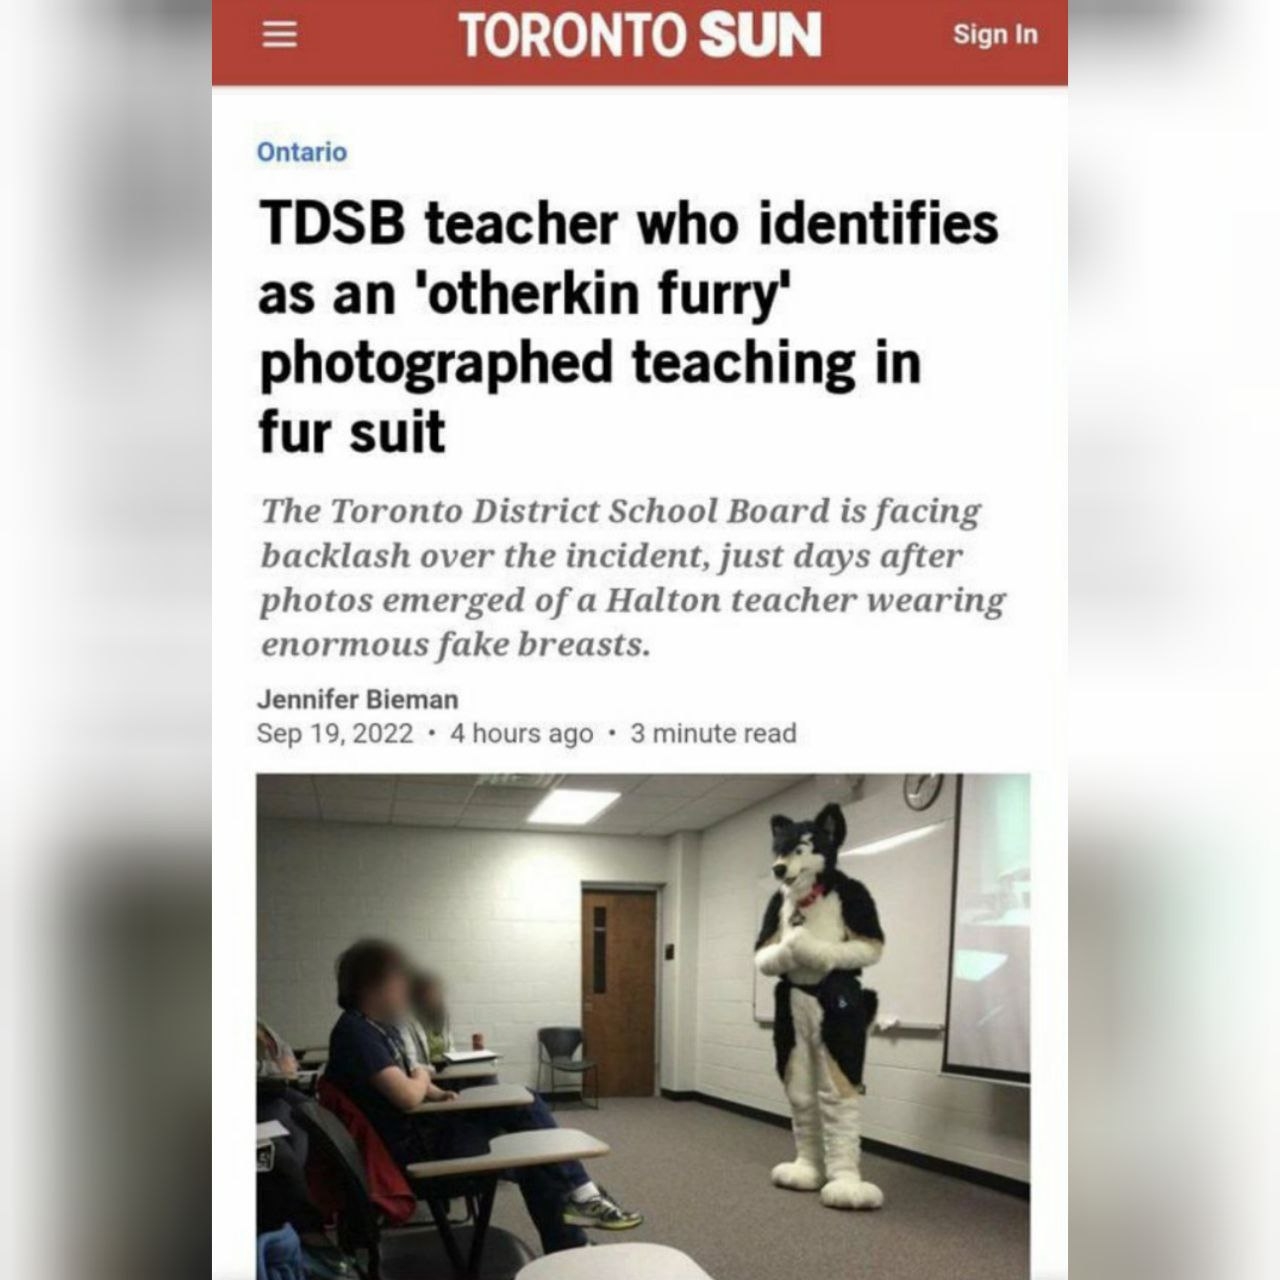 TORONTO SUN
Sign In
Ontario
TDSB teacher who identifies
as an 'otherkin furry'
photographed teaching in
fur suit
The Toronto District School Board is facing
backlash over the incident, just days after
photos emerged of a Halton teacher wearing
enormous fake breasts.
Jennifer Bieman
Sep 19, 2022 • 4 hours ago • 3 minute read